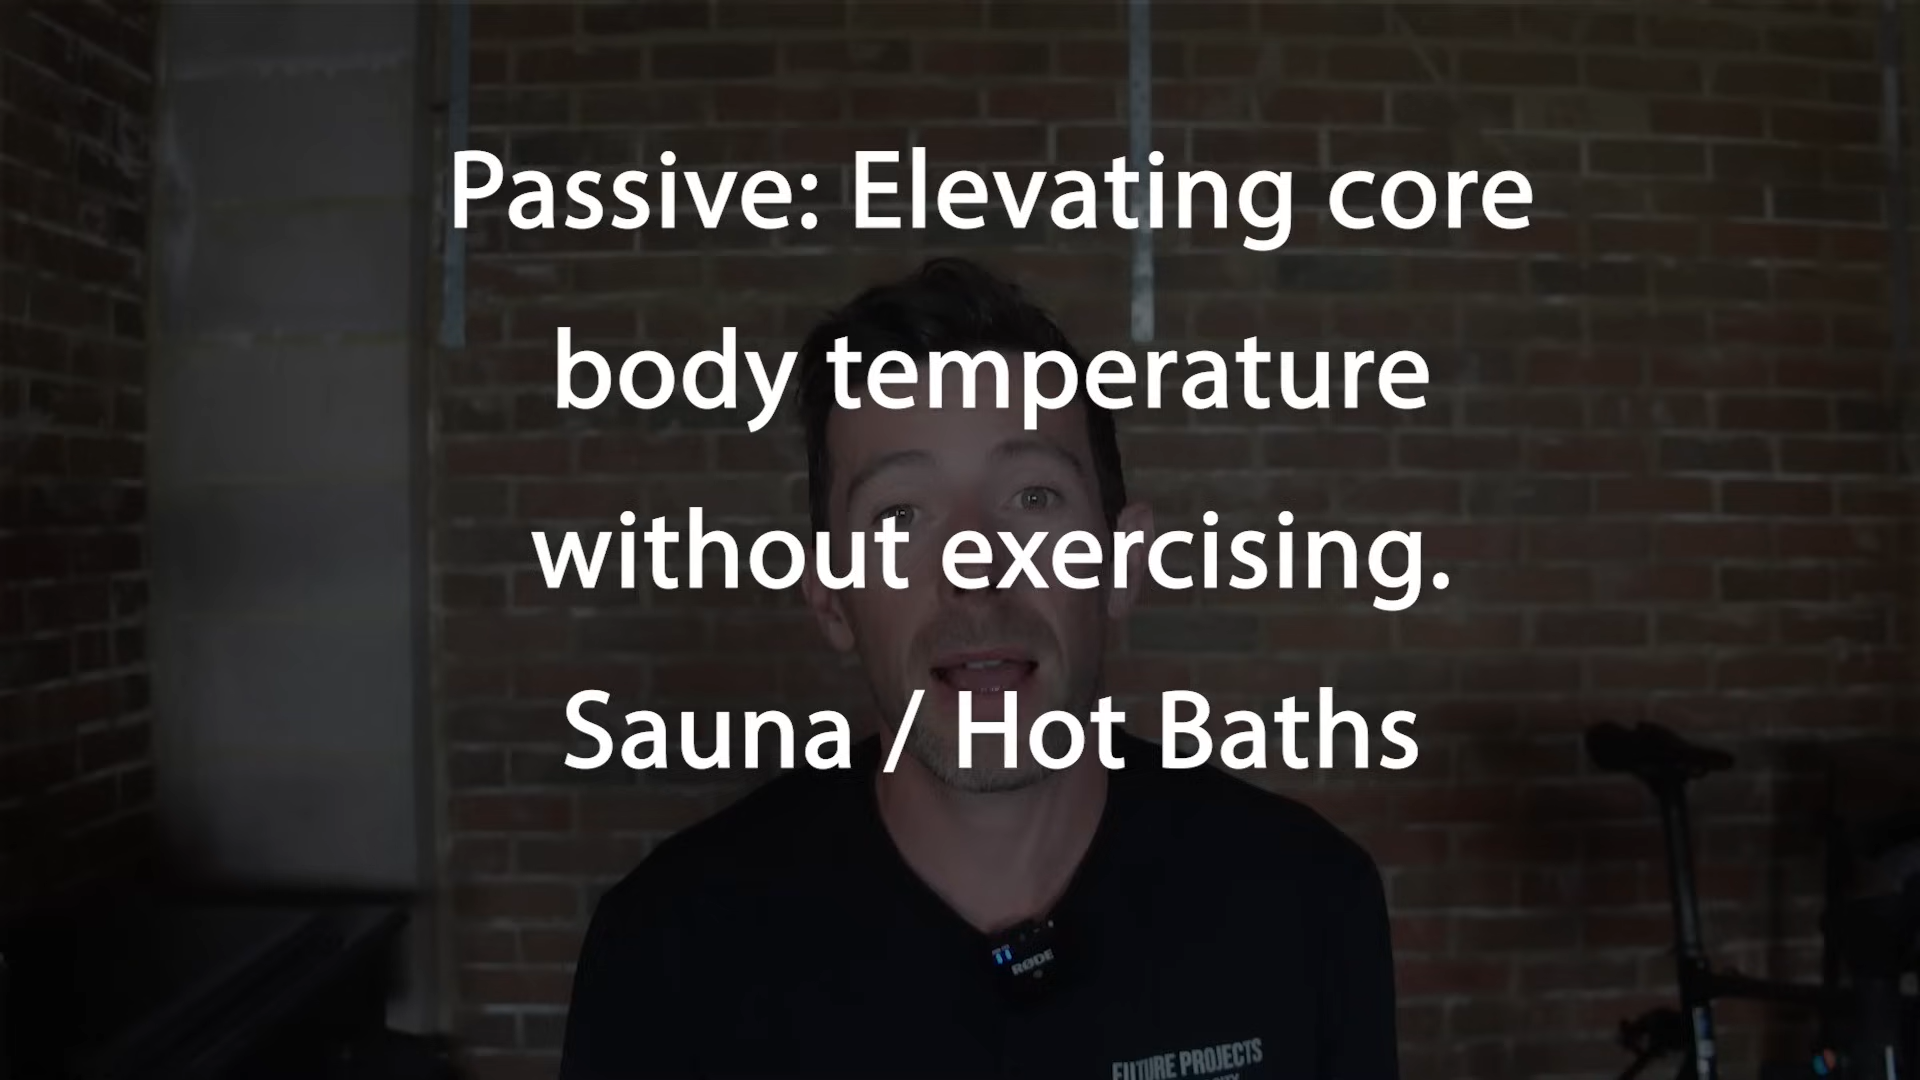 Passive: Elevating core
body temperature
without exercising.
Sauna / Hot Baths
RØDE
FUTURE PROJECTS